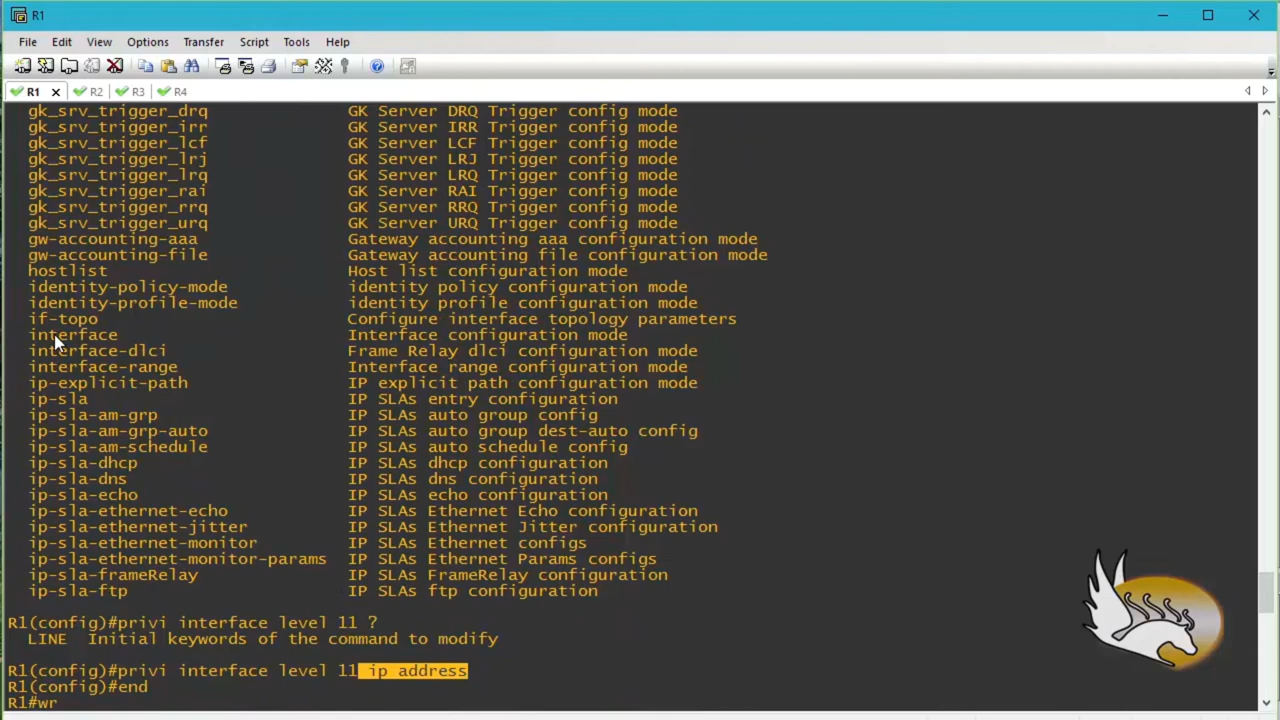 R1
File Edit View Options Transfer Script Tools Help
R1 R2 R3 R4
gk_srv_trigger_drq GK Server DRQ Trigger config mode
gk_srv_trigger_irr GK Server IRR Trigger config mode
gk_srv_trigger_lcf GK Server LCF Trigger config mode
gk_srv_trigger_lrj GK Server LRJ Trigger config mode
gk_srv_trigger_lrq GK Server LRQ Trigger config mode
gk_srv_trigger_rai GK Server RAI Trigger config mode
gk_srv_trigger_rrq GK Server RRQ Trigger config mode
gk_srv_trigger_urq GK Server URQ Trigger config mode
gw-accounting-aaa Gateway accounting aaa configuration mode
gw-accounting-file Gateway accounting file configuration mode
hostlist Host list configuration mode
identity-policy-mode identity policy configuration mode
identity-profile-mode identity profile configuration mode
if-topo Configure interface topology parameters
interface Interface configuration mode
interface-dlci Frame Relay dlci configuration mode
interface-range Interface range configuration mode
ip-explicit-path IP explicit path configuration mode
ip-sla IP SLAs entry configuration
ip-sla-am-grp IP SLAs auto group config
ip-sla-am-grp-auto IP SLAs auto group dest-auto config
ip-sla-am-schedule IP SLAs auto schedule config
ip-sla-dhcp IP SLAs dhcp configuration
ip-sla-dns IP SLAs dns configuration
ip-sla-echo IP SLAs echo configuration
ip-sla-ethernet-echo IP SLAs Ethernet Echo configuration
ip-sla-ethernet-jitter IP SLAs Ethernet Jitter configuration
ip-sla-ethernet-monitor IP SLAs Ethernet configs
ip-sla-ethernet-monitor-params IP SLAs Ethernet Params configs
ip-sla-frameRelay IP SLAs FrameRelay configuration
ip-sla-ftp IP SLAs ftp configuration
R1(config)#privi interface level 11 ?
LINE Initial keywords of the command to modify
R1(config)#privi interface level 11 ip address
R1(config)#end
R1#wr